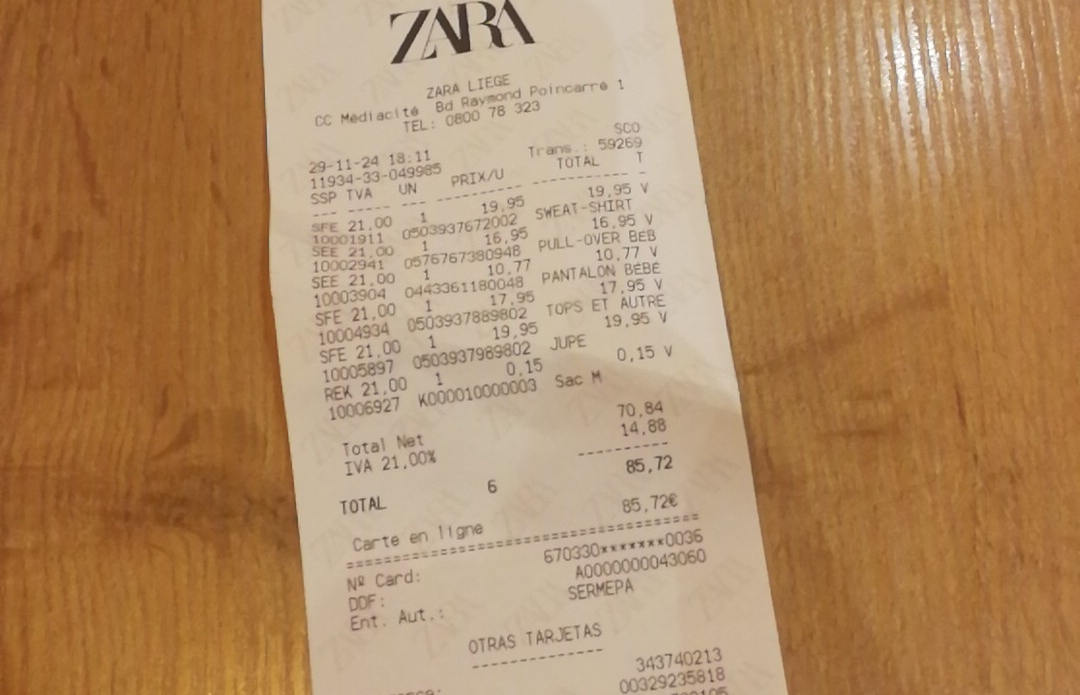 ZARA
ZARA LIEGE
CC Médiacité Bd Raymond Poincarré 1
TEL: 0800 78 323
SCO
29-11-24 18:11 Trans.: 59269
11934-33-049985 TOTAL T
SSP TVA UN PRIX/U
--- ----- --- --------- ---------- -
SFE 21,00 1 19,95 19,95 V
10001911 0503937672002 SWEAT-SHIRT
SEE 21,00 1 16,95 16,95 V
10002941 0576767380948 PULL-OVER BEB
SEE 21,00 1 10,77 10,77 V
10003904 0443361180048 PANTALON BEBE
SFE 21,00 1 17,95 17,95 V
10004934 0503937889802 TOPS ET AUTRE
SFE 21,00 1 19,95 19,95 V
10005897 0503937989802 JUPE
REK 21,00 1 0,15 0,15 V
10006927 K000010000003 Sac M
Total Net 70,84
IVA 21,00% 14,88
----------
TOTAL 6 85,72
Carte en ligne 85,72€
========================================
Nº Card: 670330*******0036
DDF: A0000000043060
Ent. Aut.: SERMEPA
OTRAS TARJETAS
--------------
343740213
00329235818